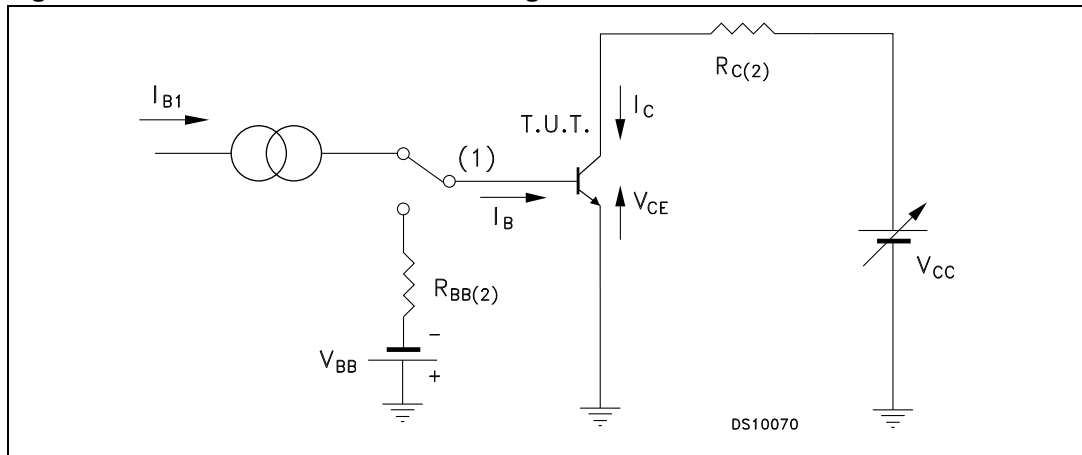 R_C(2)
I_B1
I_C
T.U.T.
(1)
V_CE
I_B
R_BB(2)
V_CC
−
V_BB
+
DS10070